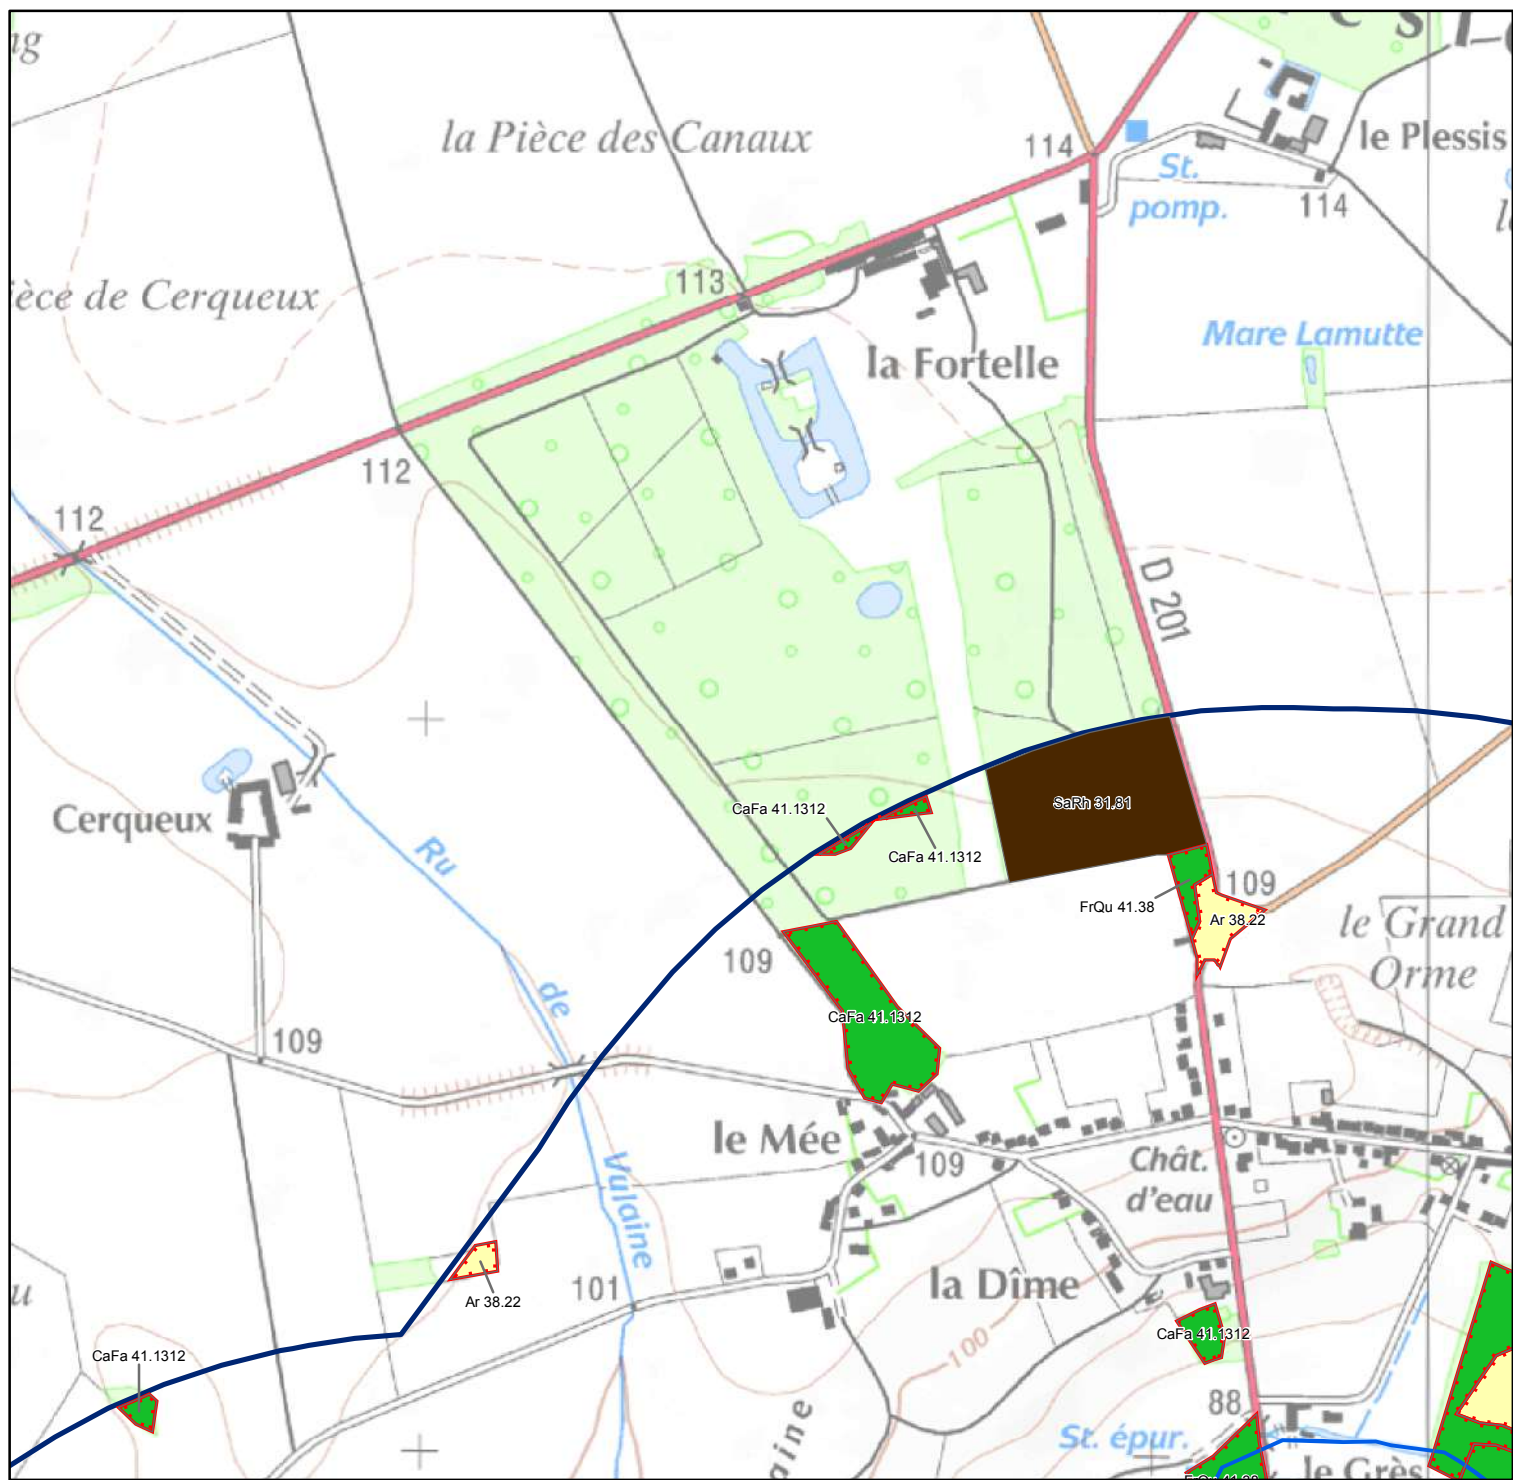 la Pièce des Canaux
114
le Plessis
St.
pomp.
114
ièce de Cerqueux
113
la Fortelle
Mare Lamutte
112
112
D 201
CaFa 41.1312
SaRh 31.81
Cerqueux
Ru
CaFa 41.1312
FrQu 41.38
109
Ar 38.22
le Grand
Orme
109
de
CaFa 41.1312
109
le Mée
109
Chât.
d'eau
Vulaine
101
la Dîme
Ar 38.22
100
CaFa 41.1312
CaFa 41.1312
88
aine
St. épur.
le Grès